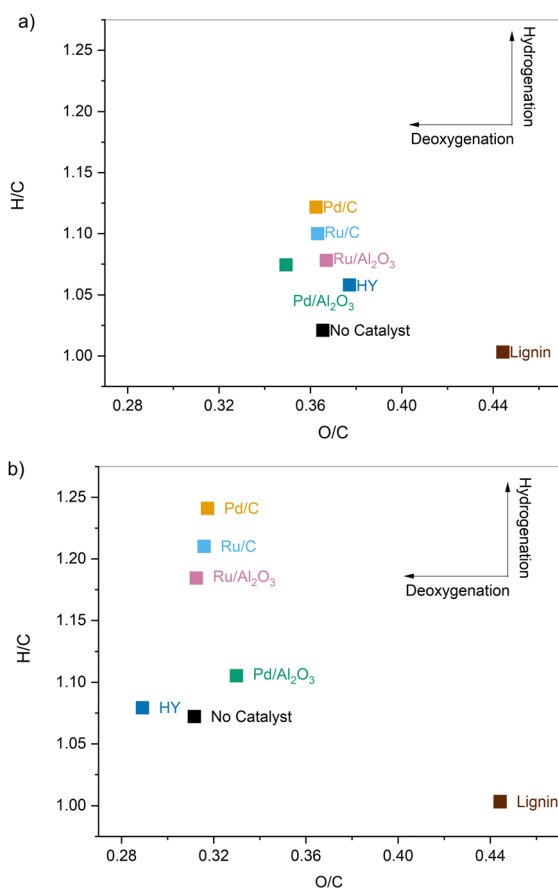 a)
1.25
1.20
1.15
1.10
1.05
1.00
H/C
Hydrogenation
Deoxygenation
Pd/C
Ru/C
Ru/Al₂O₃
HY
Pd/Al₂O₃
No Catalyst
Lignin
0.28 0.32 0.36 0.40 0.44
O/C
b)
1.25
1.20
1.15
1.10
1.05
1.00
H/C
Hydrogenation
Deoxygenation
Pd/C
Ru/C
Ru/Al₂O₃
Pd/Al₂O₃
HY
No Catalyst
Lignin
0.28 0.32 0.36 0.40 0.44
O/C